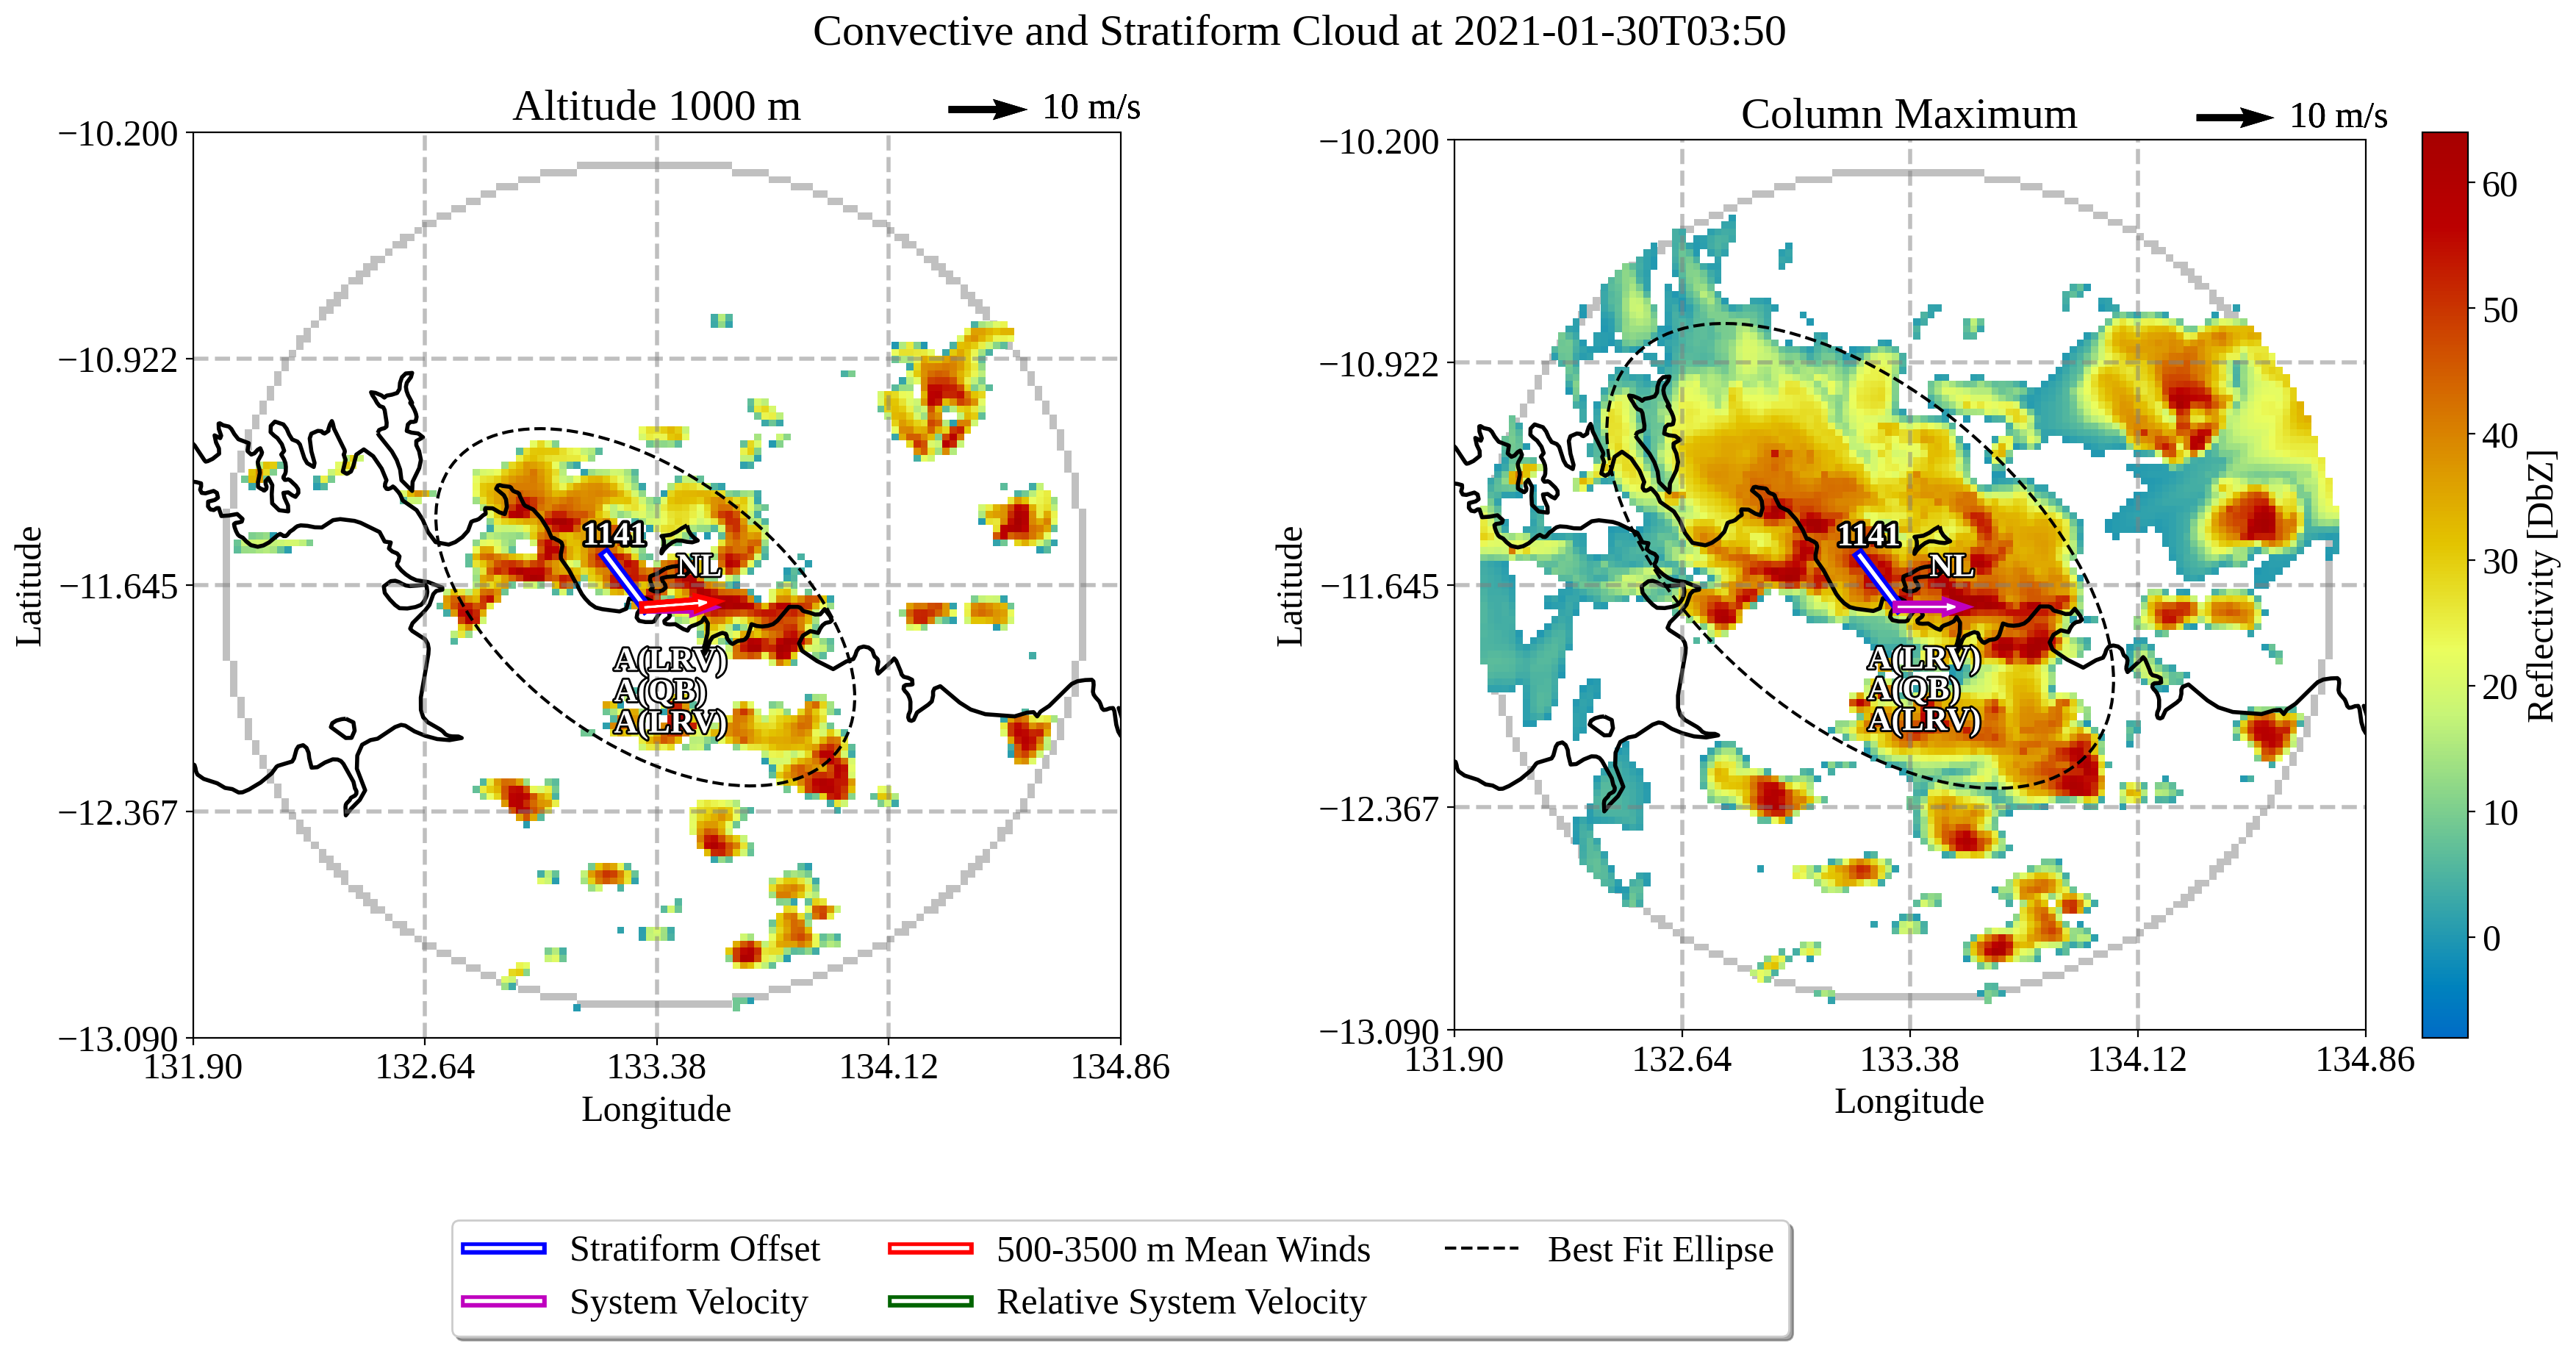 Convective and Stratiform Cloud at 2021-01-30T03:50
Altitude 1000 m
10 m/s
−10.200
−10.922
−11.645
−12.367
−13.090
Latitude
131.90
132.64
133.38
134.12
134.86
Longitude
1141
NL
A(LRV)
A(QB)
A(LRV)
Column Maximum
10 m/s
−10.200
−10.922
−11.645
−12.367
−13.090
Latitude
131.90
132.64
133.38
134.12
134.86
Longitude
1141
NL
A(LRV)
A(QB)
A(LRV)
60
50
40
30
20
10
0
Reflectivity [DbZ]
Stratiform Offset
System Velocity
500-3500 m Mean Winds
Relative System Velocity
Best Fit Ellipse